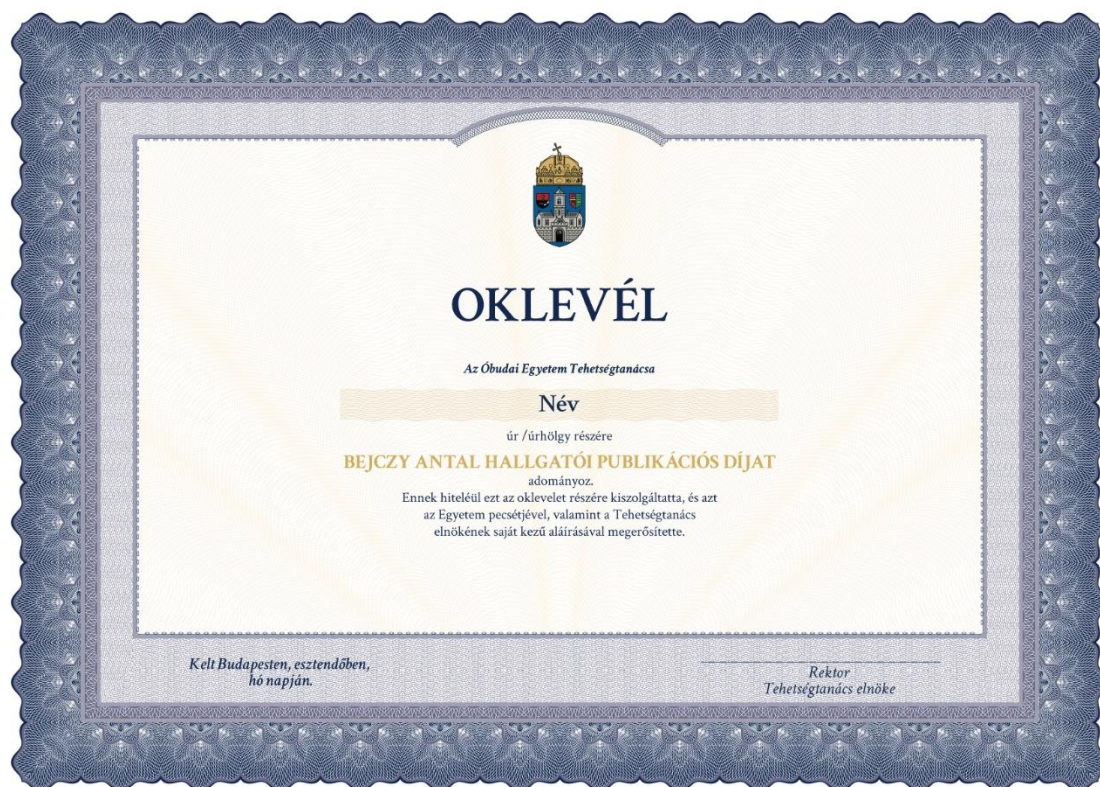 OKLEVÉL
Az Óbudai Egyetem Tehetségtanácsa
Név
úr /úrhölgy részére
BEJCZY ANTAL HALLGATÓI PUBLIKÁCIÓS DÍJAT
adományoz.
Ennek hiteléül ezt az oklevelet részére kiszolgáltatta, és azt
az Egyetem pecsétjével, valamint a Tehetségtanács
elnökének saját kezű aláírásával megerősítette.
Kelt Budapesten, esztendőben,
hó napján.
Rektor
Tehetségtanács elnöke